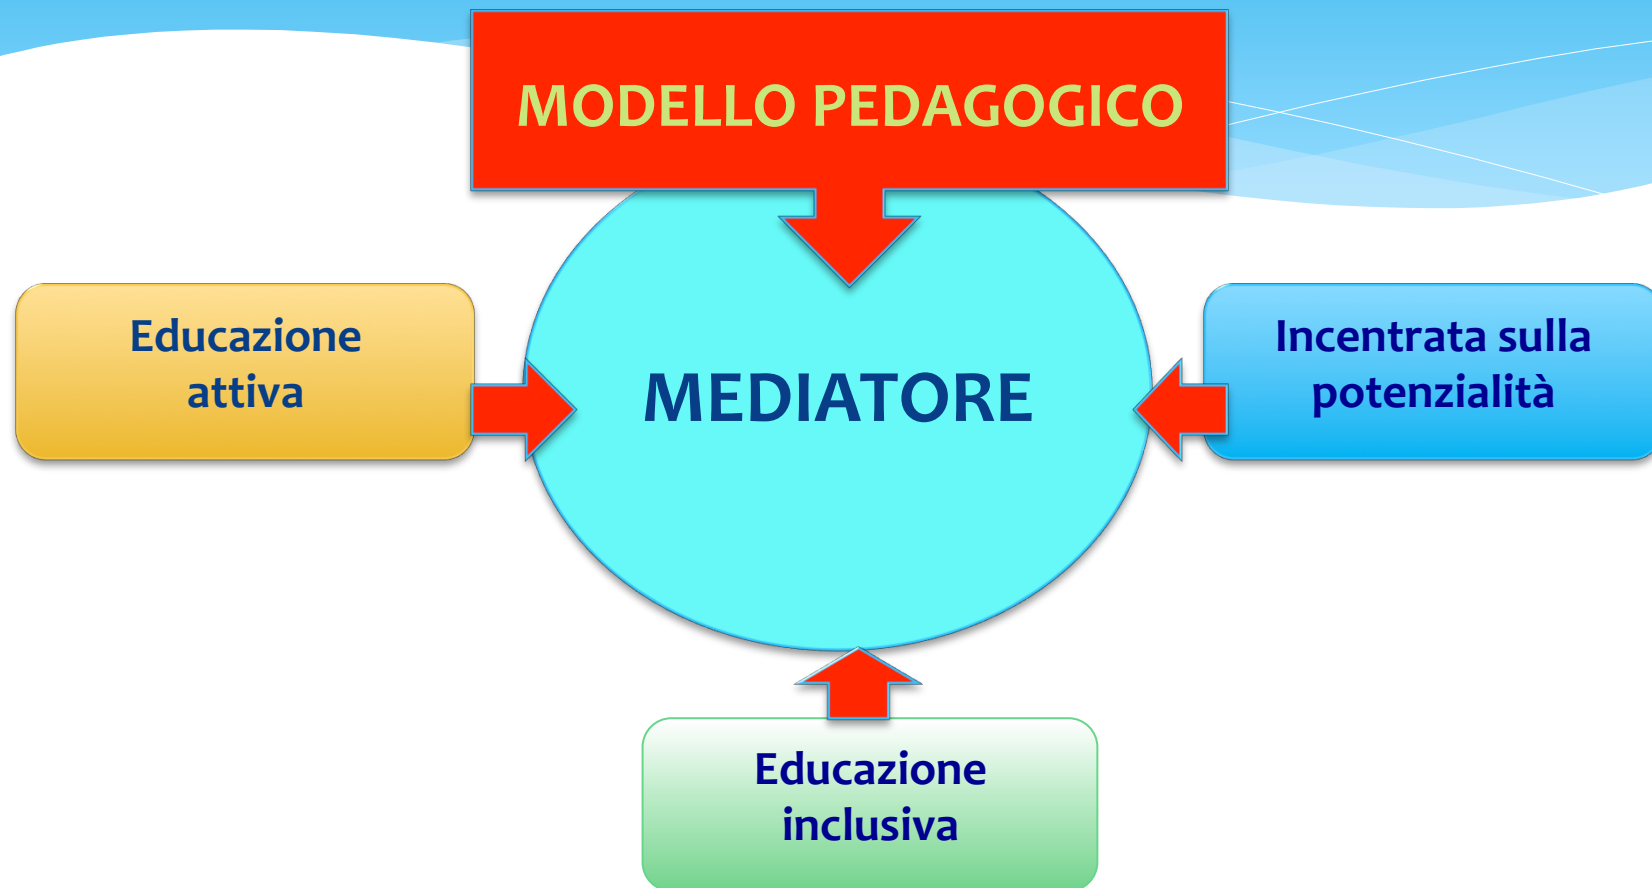 MODELLO PEDAGOGICO
Educazione
attiva
MEDIATORE
Incentrata sulla
potenzialità
Educazione
inclusiva